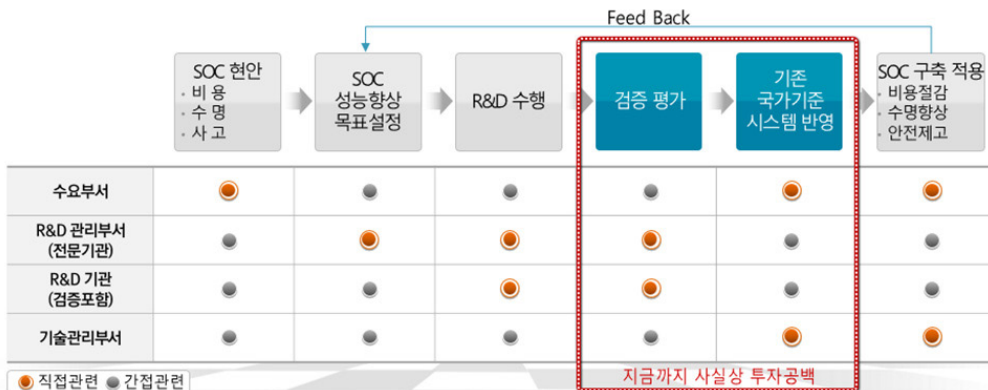 Feed Back
SOC 현안
· 비 용
· 수 명
· 사 고
SOC
성능향상
목표설정
R&D 수행
검증 평가
기존
국가기준
시스템 반영
SOC 구축 적용
· 비용절감
· 수명향상
· 안전제고
수요부서
R&D 관리부서
(전문기관)
R&D 기관
(검증포함)
기술관리부서
직접관련 간접관련
지금까지 사실상 투자공백